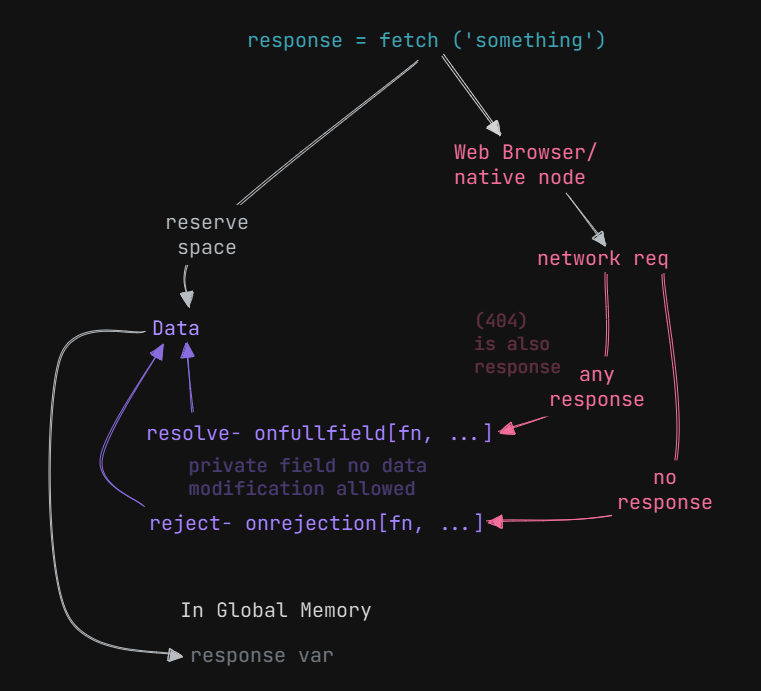 response = fetch ('something')
Web Browser/
native node
reserve
space
network req
Data
(404)
is also
response
any
response
resolve- onfullfield[fn, ...]
private field no data
modification allowed
no
response
reject- onrejection[fn, ...]
In Global Memory
response var